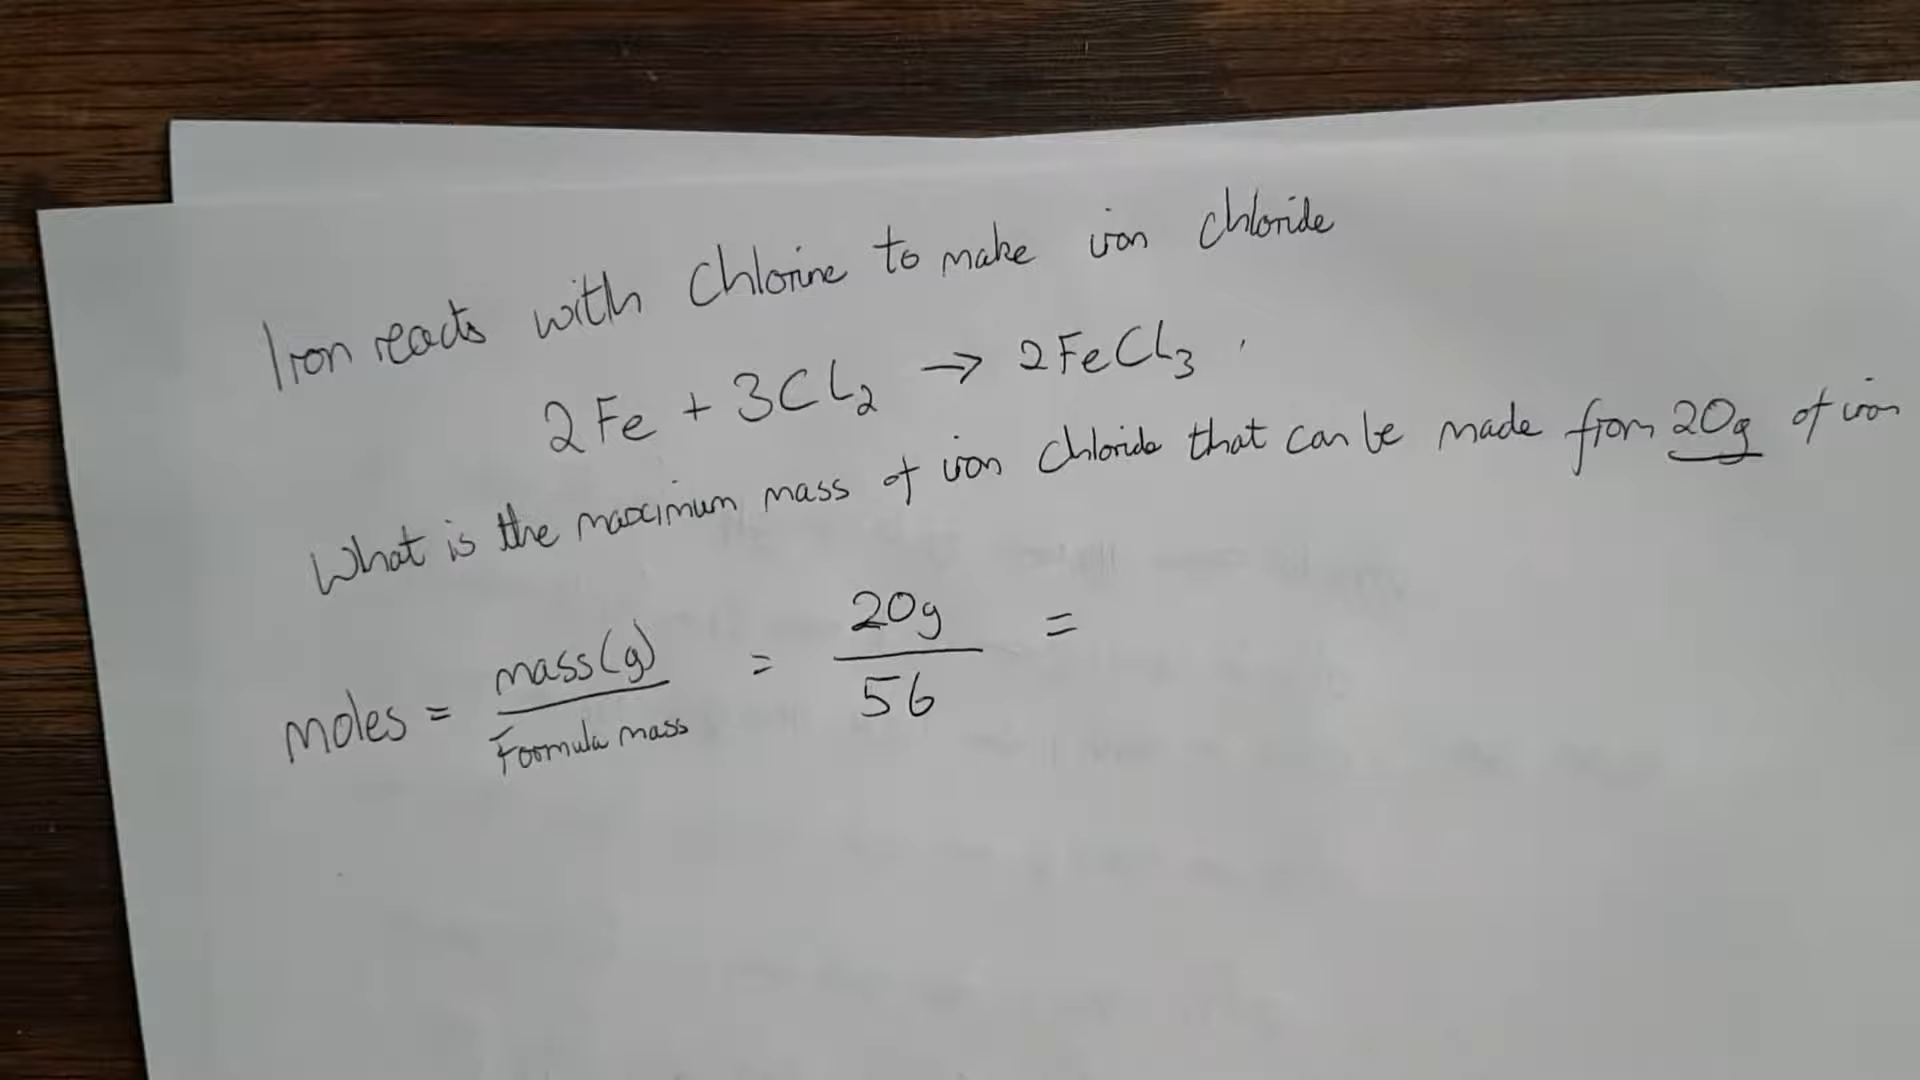 Iron reacts with Chlorine to make iron chloride
2Fe + 3Cl₂ → 2FeCl₃
What is the maximum mass of iron chloride that can be made from 20g of iron
moles = mass(g) / Formula mass = 20g / 56 =